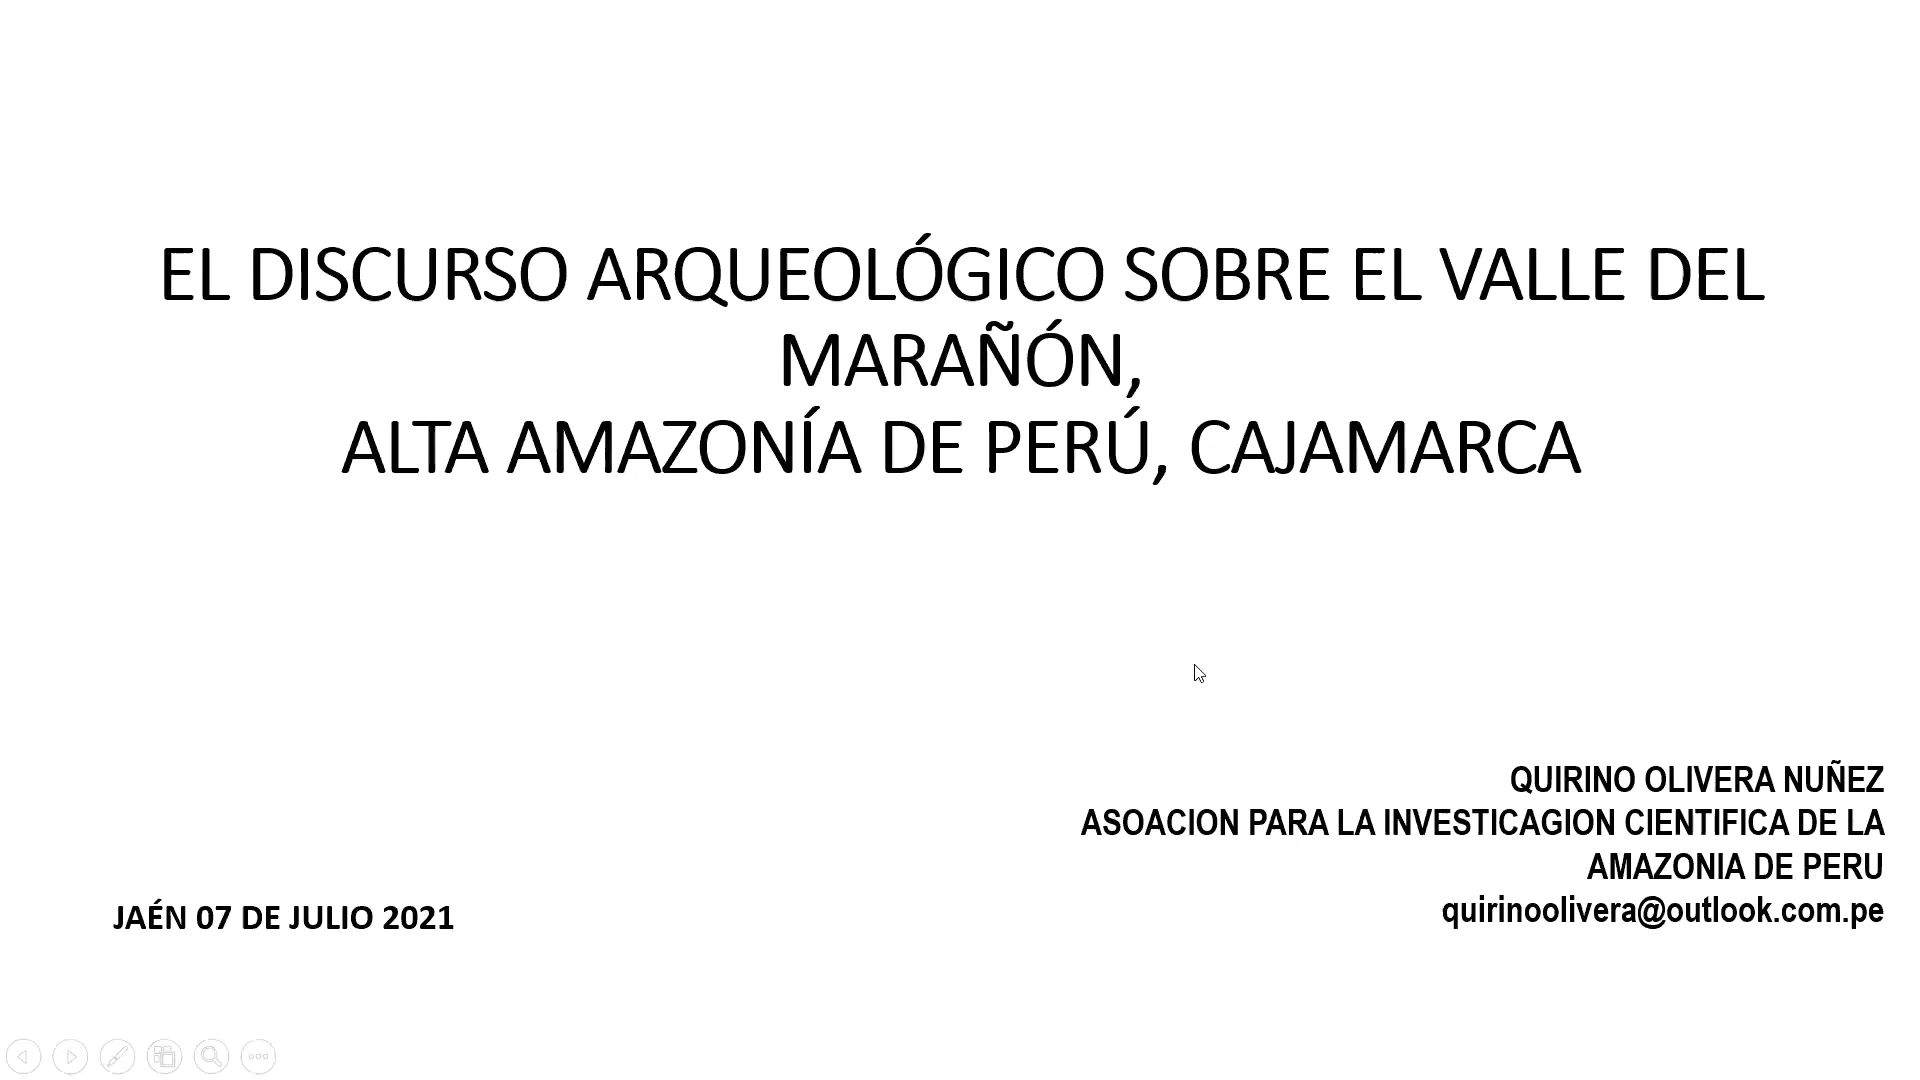 EL DISCURSO ARQUEOLÓGICO SOBRE EL VALLE DEL
MARAÑÓN,
ALTA AMAZONÍA DE PERÚ, CAJAMARCA
QUIRINO OLIVERA NUÑEZ
ASOACION PARA LA INVESTICAGION CIENTIFICA DE LA
AMAZONIA DE PERU
quirinoolivera@outlook.com.pe
JAÉN 07 DE JULIO 2021